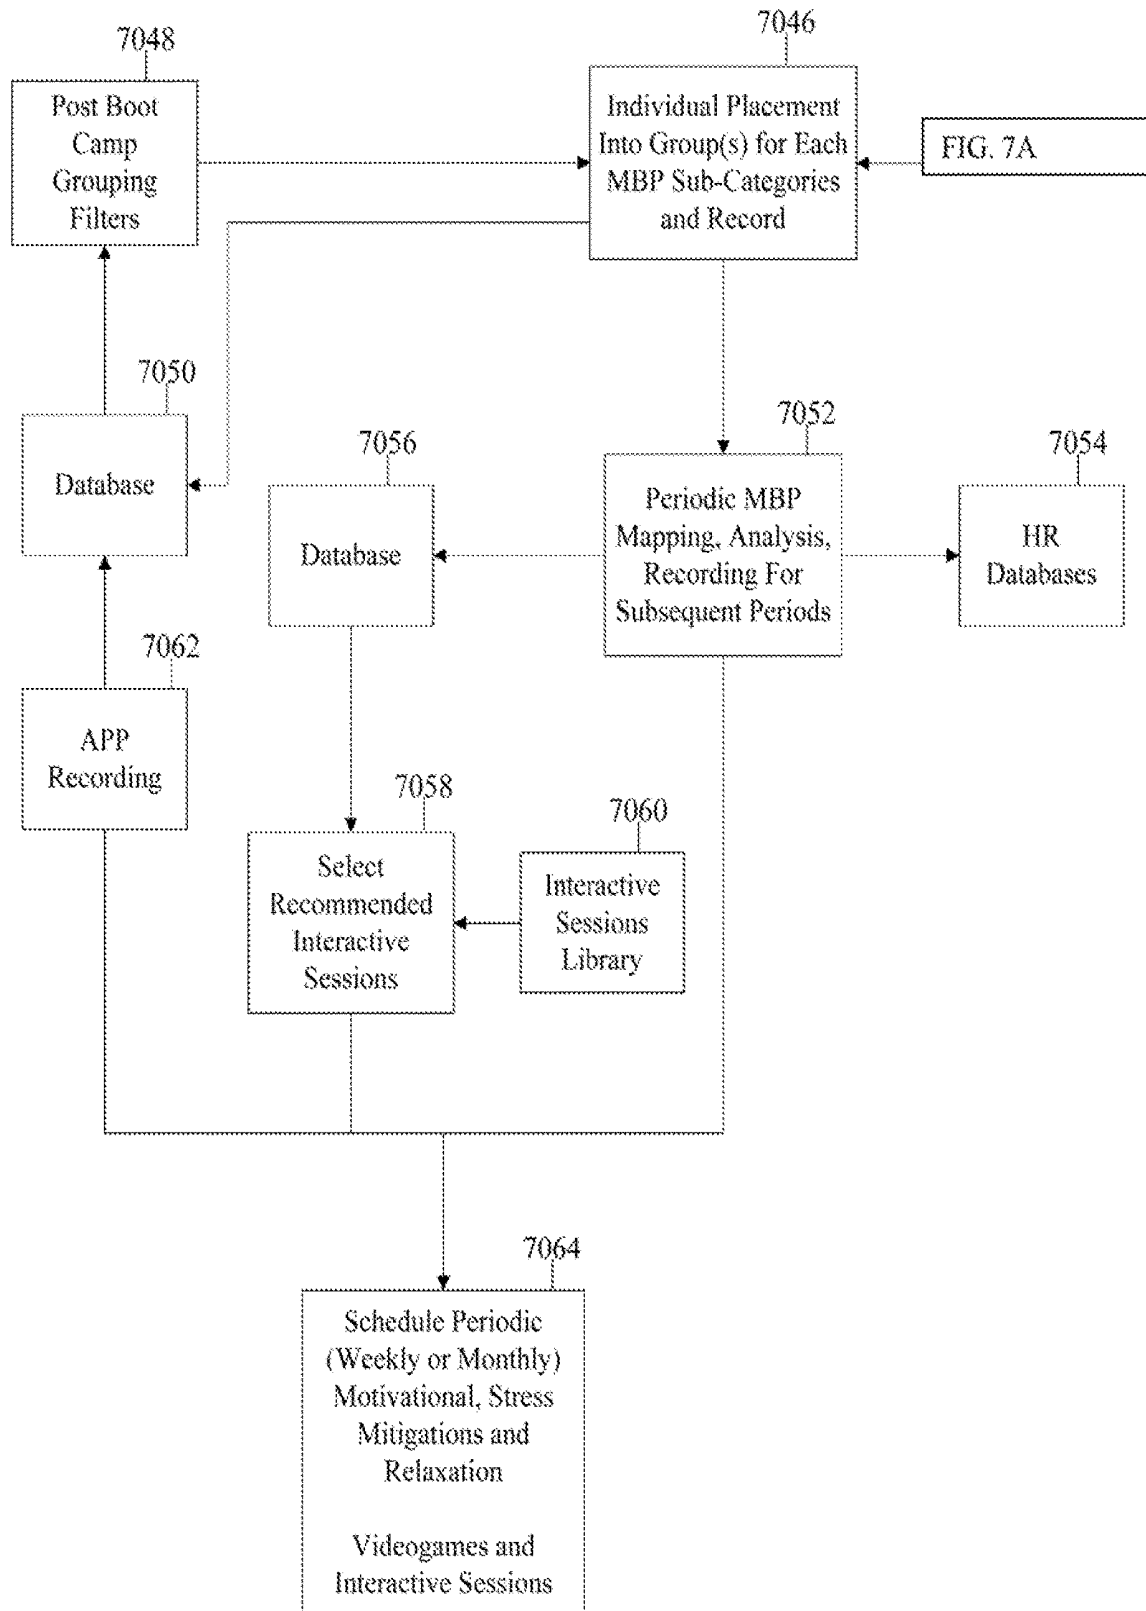 7048
Post Boot
Camp
Grouping
Filters
7046
Individual Placement
Into Group(s) for Each
MBP Sub-Categories
and Record
FIG. 7A
7050
Database
7056
Database
7052
Periodic MBP
Mapping, Analysis,
Recording For
Subsequent Periods
7054
HR
Databases
7062
APP
Recording
7058
Select
Recommended
Interactive
Sessions
7060
Interactive
Sessions
Library
7064
Schedule Periodic
(Weekly or Monthly)
Motivational, Stress
Mitigations and
Relaxation
Videogames and
Interactive Sessions